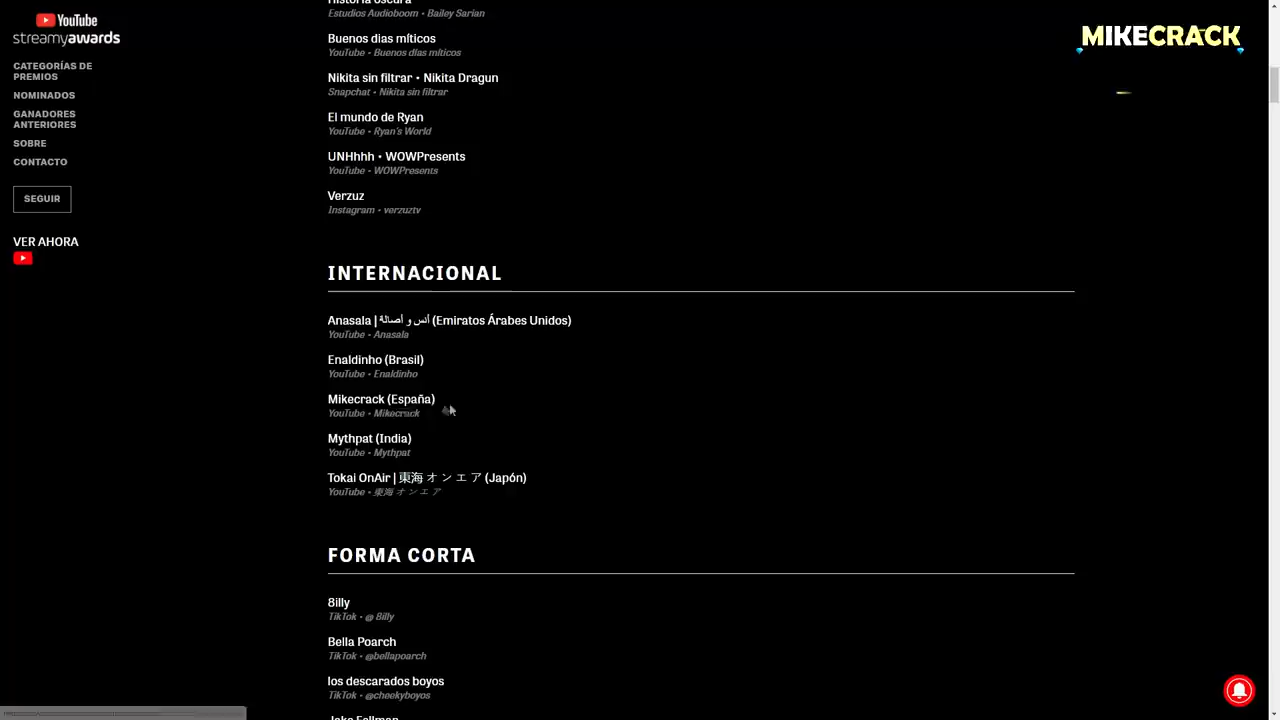 YouTube
streamyawards
CATEGORÍAS DE
PREMIOS
NOMINADOS
GANADORES
ANTERIORES
SOBRE
CONTACTO
SEGUIR
VER AHORA
Historia oscura
Estudios Audioboom • Bailey Sarian
Buenos dias míticos
YouTube • Buenos días míticos
Nikita sin filtrar • Nikita Dragun
Snapchat • Nikita sin filtrar
El mundo de Ryan
YouTube • Ryan's World
UNHhhh • WOWPresents
YouTube • WOWPresents
Verzuz
Instagram • verzuztv
INTERNACIONAL
Anasala | أنس و أصالة (Emiratos Árabes Unidos)
YouTube • Anasala
Enaldinho (Brasil)
YouTube • Enaldinho
Mikecrack (España)
YouTube • Mikecrack
Mythpat (India)
YouTube • Mythpat
Tokai OnAir | 東海オンエア (Japón)
YouTube • 東海オンエア
FORMA CORTA
8illy
TikTok • @ 8illy
Bella Poarch
TikTok • @bellapoarch
los descarados boyos
TikTok • @cheekyboyos
MIKECRACK